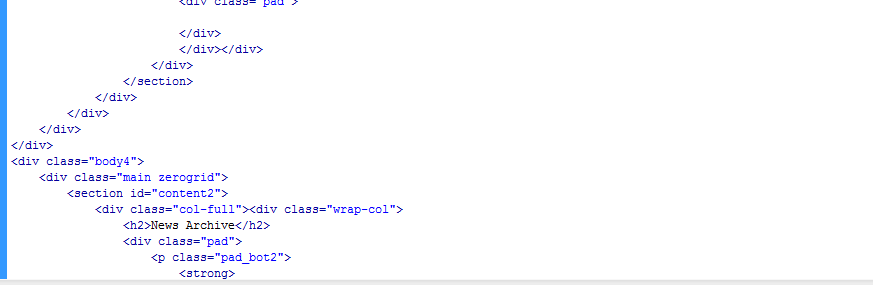 <div class="pad">
</div>
</div></div>
</div>
</section>
</div>
</div>
</div>
</div>
<div class="body4">
<div class="main zerogrid">
<section id="content2">
<div class="col-full"><div class="wrap-col">
<h2>News Archive</h2>
<div class="pad">
<p class="pad_bot2">
<strong>